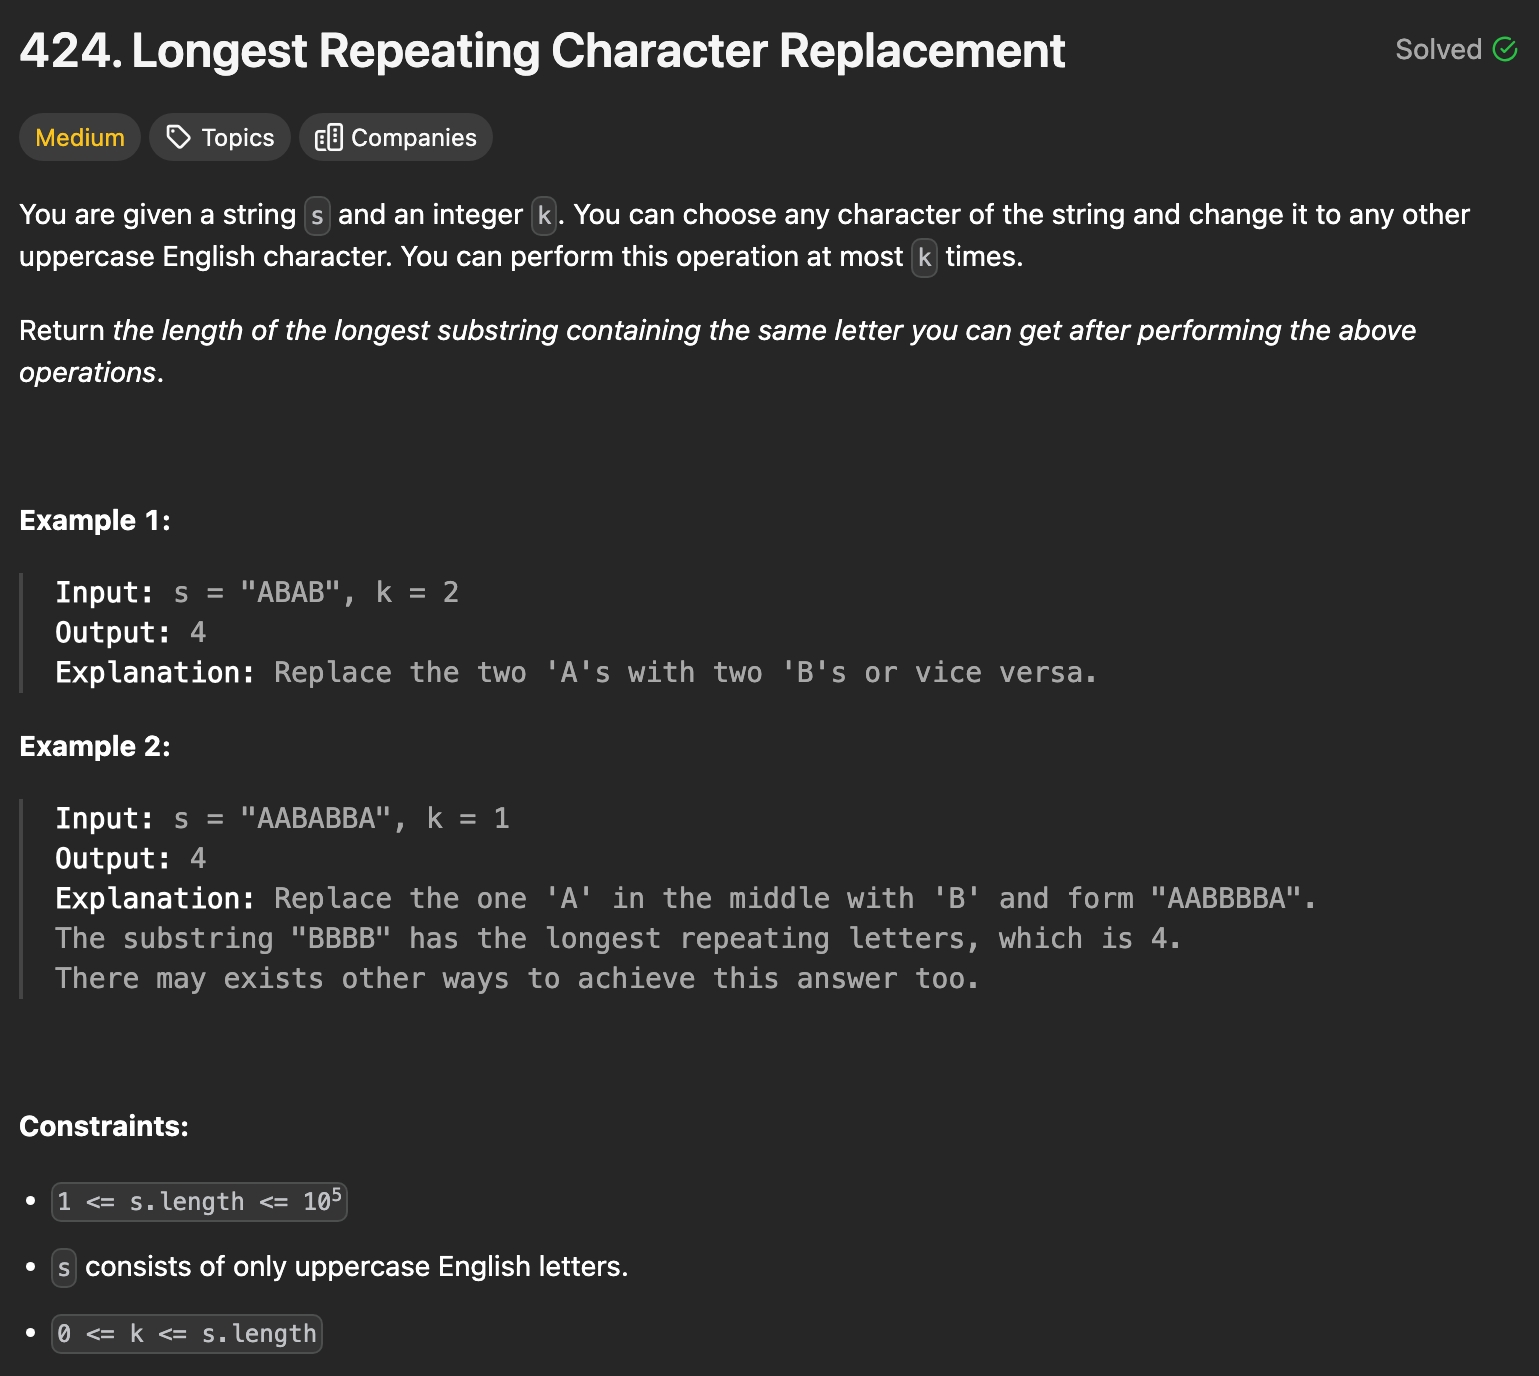 424. Longest Repeating Character Replacement
Solved
Medium
Topics
Companies
You are given a string s and an integer k. You can choose any character of the string and change it to any other
uppercase English character. You can perform this operation at most k times.
Return the length of the longest substring containing the same letter you can get after performing the above
operations.
Example 1:
Input: s = "ABAB", k = 2
Output: 4
Explanation: Replace the two 'A's with two 'B's or vice versa.
Example 2:
Input: s = "AABABBA", k = 1
Output: 4
Explanation: Replace the one 'A' in the middle with 'B' and form "AABBBBA".
The substring "BBBB" has the longest repeating letters, which is 4.
There may exists other ways to achieve this answer too.
Constraints:
• 1 <= s.length <= 10⁵
• s consists of only uppercase English letters.
• 0 <= k <= s.length